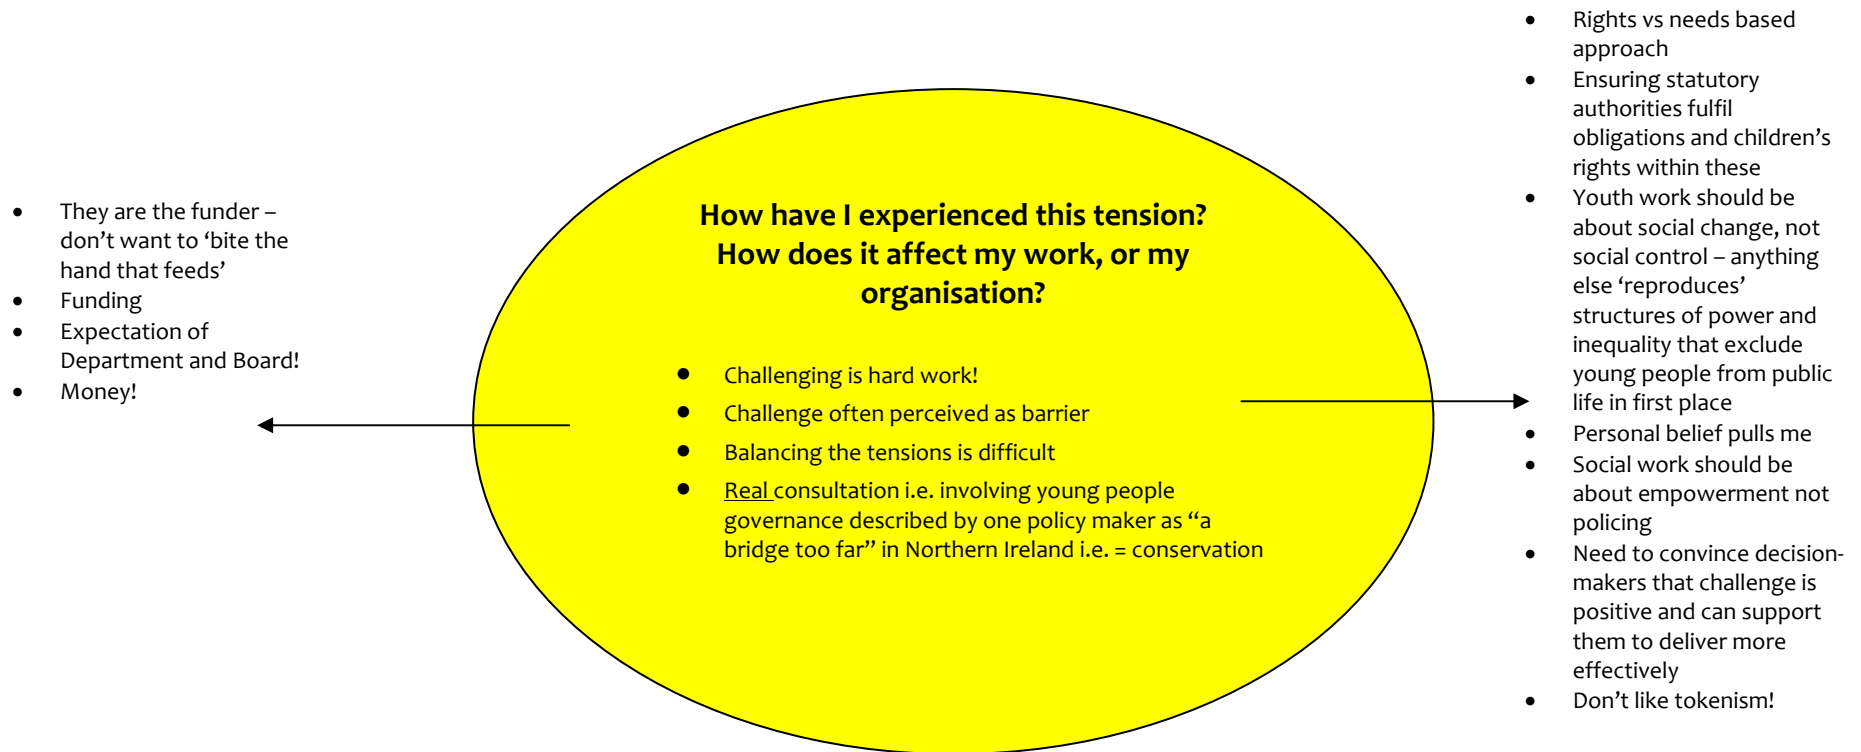 • They are the funder –
don’t want to ‘bite the
hand that feeds’
• Funding
• Expectation of
Department and Board!
• Money!
How have I experienced this tension?
How does it affect my work, or my
organisation?
• Challenging is hard work!
• Challenge often perceived as barrier
• Balancing the tensions is difficult
• Real consultation i.e. involving young people
governance described by one policy maker as “a
bridge too far” in Northern Ireland i.e. = conservation
• Rights vs needs based
approach
• Ensuring statutory
authorities fulfil
obligations and children’s
rights within these
• Youth work should be
about social change, not
social control – anything
else ‘reproduces’
structures of power and
inequality that exclude
young people from public
life in first place
• Personal belief pulls me
• Social work should be
about empowerment not
policing
• Need to convince decision-
makers that challenge is
positive and can support
them to deliver more
effectively
• Don’t like tokenism!